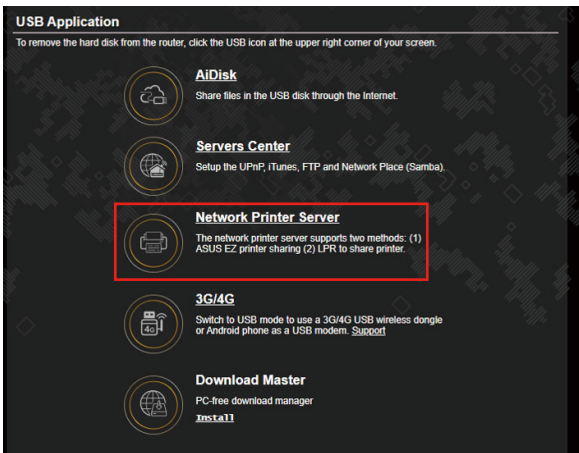 USB Application
To remove the hard disk from the router, click the USB icon at the upper right corner of your screen.
AiDisk
Share files in the USB disk through the Internet.
Servers Center
Setup the UPnP, iTunes, FTP and Network Place (Samba).
Network Printer Server
The network printer server supports two methods: (1)
ASUS EZ printer sharing (2) LPR to share printer.
3G/4G
4G
Switch to USB mode to use a 3G/4G USB wireless dongle
or Android phone as a USB modem. Support
Download Master
PC-free download manager
Install